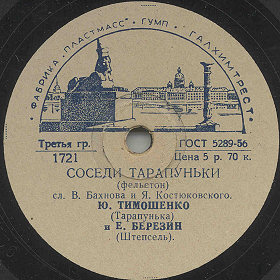 ФАБРИКА „ПЛАСТМАСС" • ГУМП • ГАЛХИМТРЕСТ •
Третья гр. ГОСТ 5289-56
1721 Цена 5 р. 70 к.
СОСЕДИ ТАРАПУНЬКИ
(фельетон)
сл. В. Бахнова и Я. Костюковского.
Ю. ТИМОШЕНКО
(Тарапунька)
и Е. БЕРЕЗИН
(Штепсель).